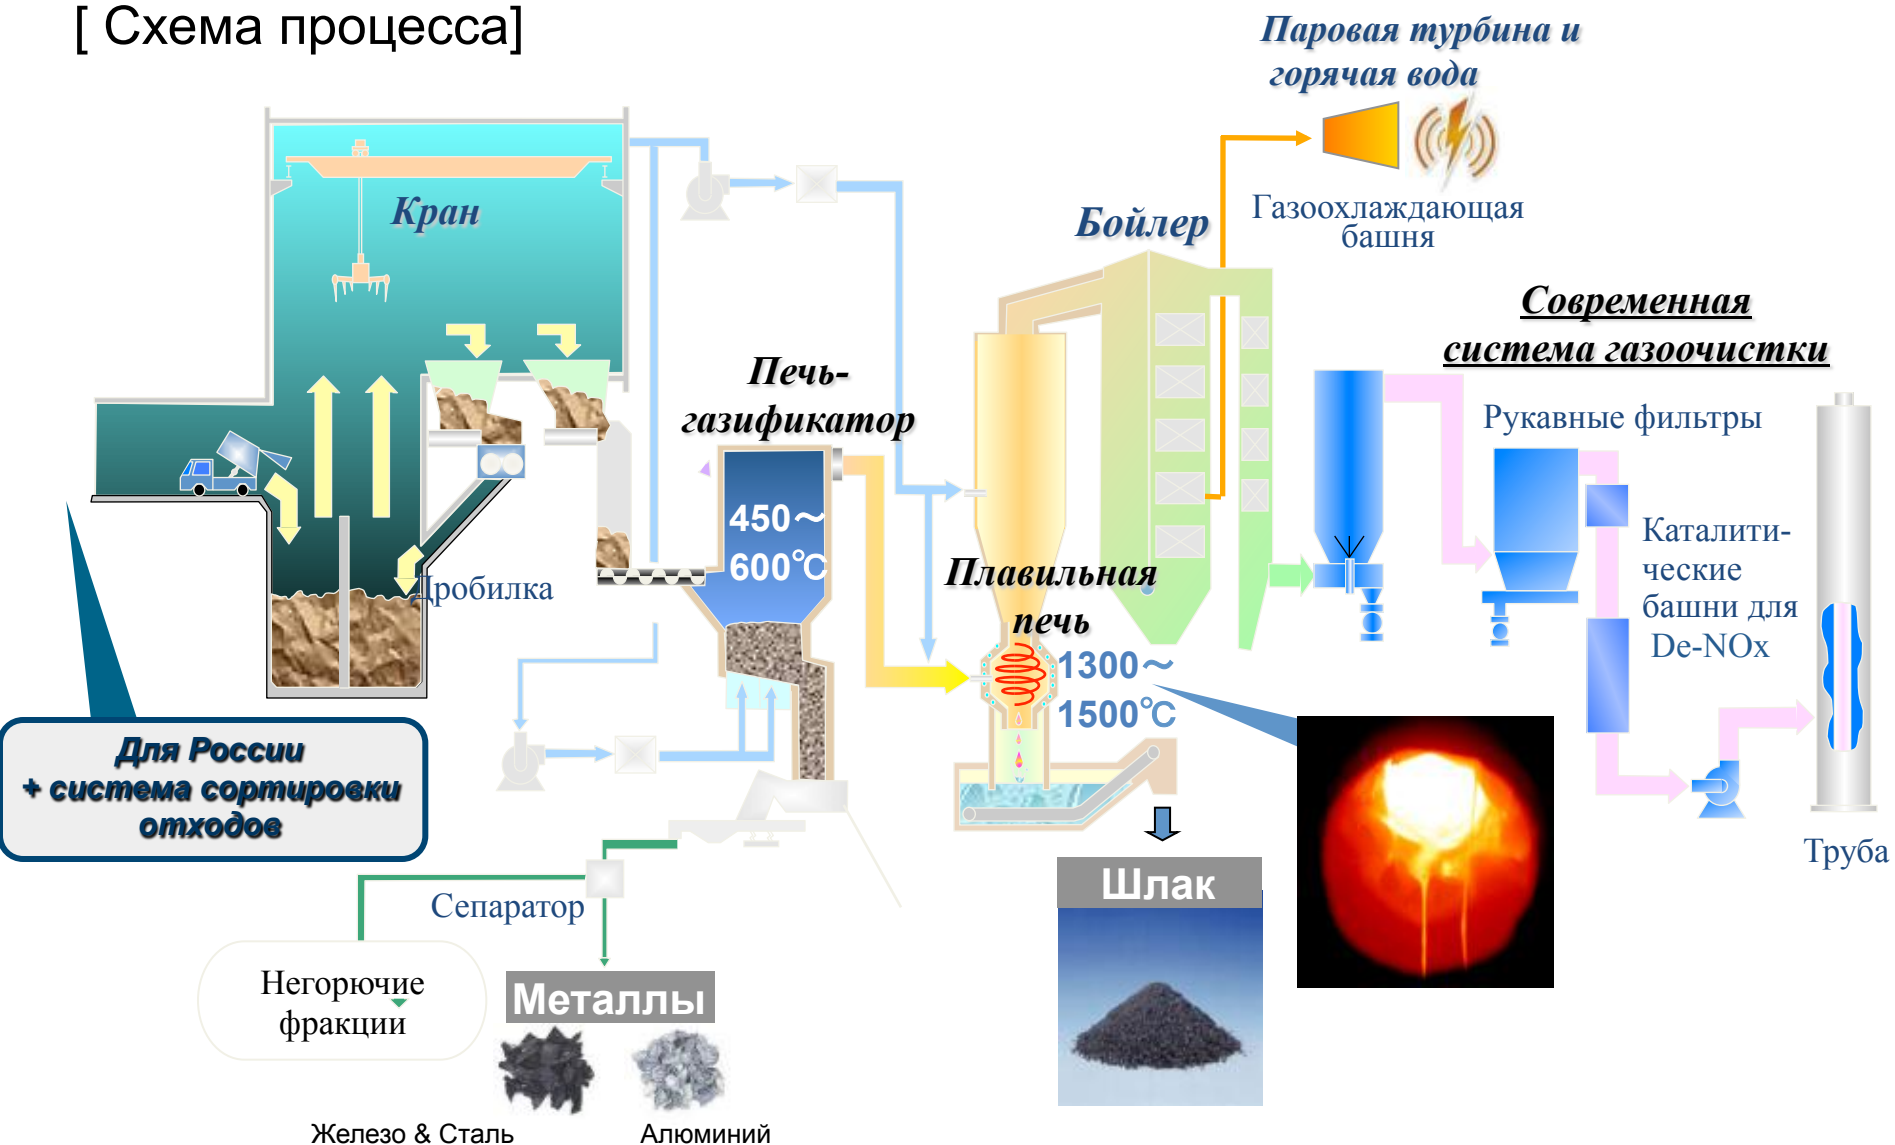 [ Схема процесса]
Паровая турбина и
горячая вода
Кран
Бойлер
Газоохлаждающая
башня
Современная
система газоочистки
Печь-
газификатор
Рукавные фильтры
450～
600℃
Каталити-
ческие
башни для
De-NOx
Дробилка
Плавильная
печь
1300～
1500℃
Для России
+ система сортировки
отходов
Труба
Шлак
Сепаратор
Негорючие
фракции
Металлы
Железо & Сталь
Алюминий